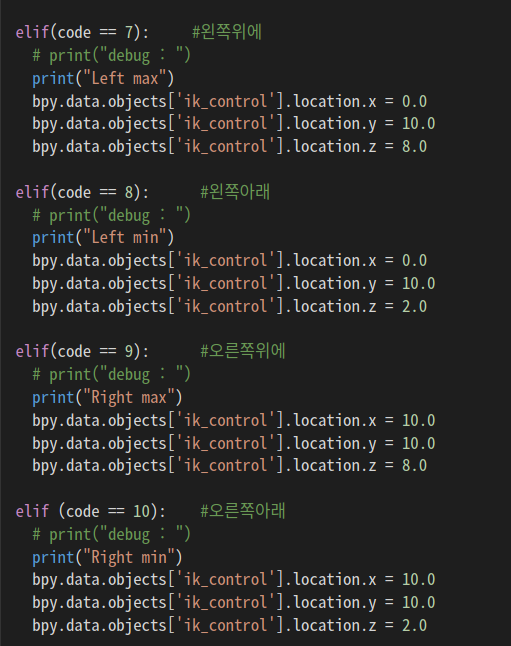 elif(code == 7):     #왼쪽위에
  # print("debug : ")
  print("Left max")
  bpy.data.objects['ik_control'].location.x = 0.0
  bpy.data.objects['ik_control'].location.y = 10.0
  bpy.data.objects['ik_control'].location.z = 8.0

elif(code == 8):      #왼쪽아래
  # print("debug : ")
  print("Left min")
  bpy.data.objects['ik_control'].location.x = 0.0
  bpy.data.objects['ik_control'].location.y = 10.0
  bpy.data.objects['ik_control'].location.z = 2.0

elif(code == 9):      #오른쪽위에
  # print("debug : ")
  print("Right max")
  bpy.data.objects['ik_control'].location.x = 10.0
  bpy.data.objects['ik_control'].location.y = 10.0
  bpy.data.objects['ik_control'].location.z = 8.0

elif (code == 10):    #오른쪽아래
  # print("debug : ")
  print("Right min")
  bpy.data.objects['ik_control'].location.x = 10.0
  bpy.data.objects['ik_control'].location.y = 10.0
  bpy.data.objects['ik_control'].location.z = 2.0